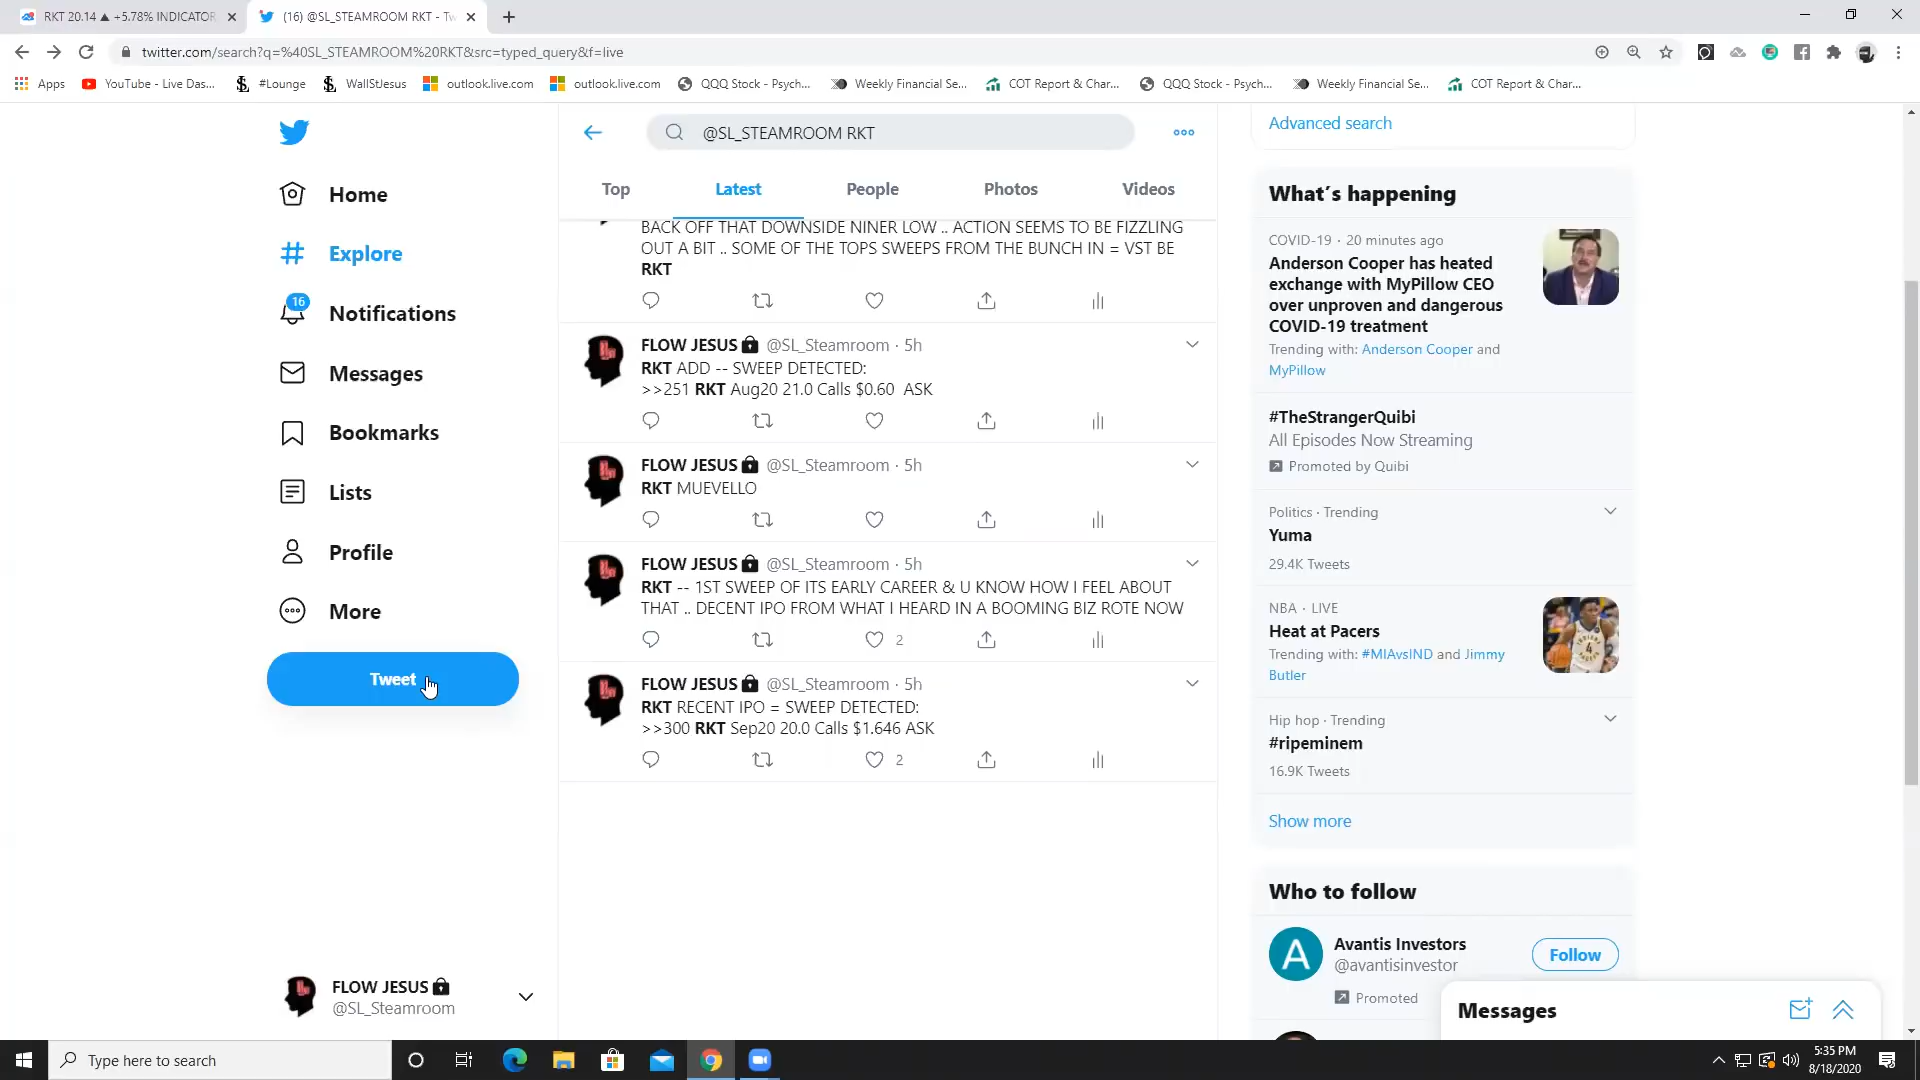 RKT 20.14 ▲ +5.78% INDICATOR
(16) @SL_STEAMROOM RKT - Tw
twitter.com/search?q=%40SL_STEAMROOM%20RKT&src=typed_query&f=live
Apps
YouTube - Live Das...
#Lounge
WallStJesus
outlook.live.com
outlook.live.com
QQQ Stock - Psych...
Weekly Financial Se...
COT Report & Char...
QQQ Stock - Psych...
Weekly Financial Se...
COT Report & Char...
Home
Explore
16
Notifications
Messages
Bookmarks
Lists
Profile
More
Tweet
FLOW JESUS
@SL_Steamroom
@SL_STEAMROOM RKT
Top
Latest
People
Photos
Videos
BACK OFF THAT DOWNSIDE NINER LOW .. ACTION SEEMS TO BE FIZZLING
OUT A BIT .. SOME OF THE TOPS SWEEPS FROM THE BUNCH IN = VST BE
RKT
FLOW JESUS @SL_Steamroom · 5h
RKT ADD -- SWEEP DETECTED:
>>251 RKT Aug20 21.0 Calls $0.60 ASK
FLOW JESUS @SL_Steamroom · 5h
RKT MUEVELLO
FLOW JESUS @SL_Steamroom · 5h
RKT -- 1ST SWEEP OF ITS EARLY CAREER & U KNOW HOW I FEEL ABOUT
THAT .. DECENT IPO FROM WHAT I HEARD IN A BOOMING BIZ ROTE NOW
2
FLOW JESUS @SL_Steamroom · 5h
RKT RECENT IPO = SWEEP DETECTED:
>>300 RKT Sep20 20.0 Calls $1.646 ASK
2
Advanced search
What's happening
COVID-19 · 20 minutes ago
Anderson Cooper has heated
exchange with MyPillow CEO
over unproven and dangerous
COVID-19 treatment
Trending with: Anderson Cooper and
MyPillow
#TheStrangerQuibi
All Episodes Now Streaming
Promoted by Quibi
Politics · Trending
Yuma
29.4K Tweets
NBA · LIVE
Heat at Pacers
Trending with: #MIAvsIND and Jimmy
Butler
Hip hop · Trending
#ripeminem
16.9K Tweets
Show more
Who to follow
Avantis Investors
@avantisinvestor
Follow
Promoted
Messages
Type here to search
5:35 PM
8/18/2020